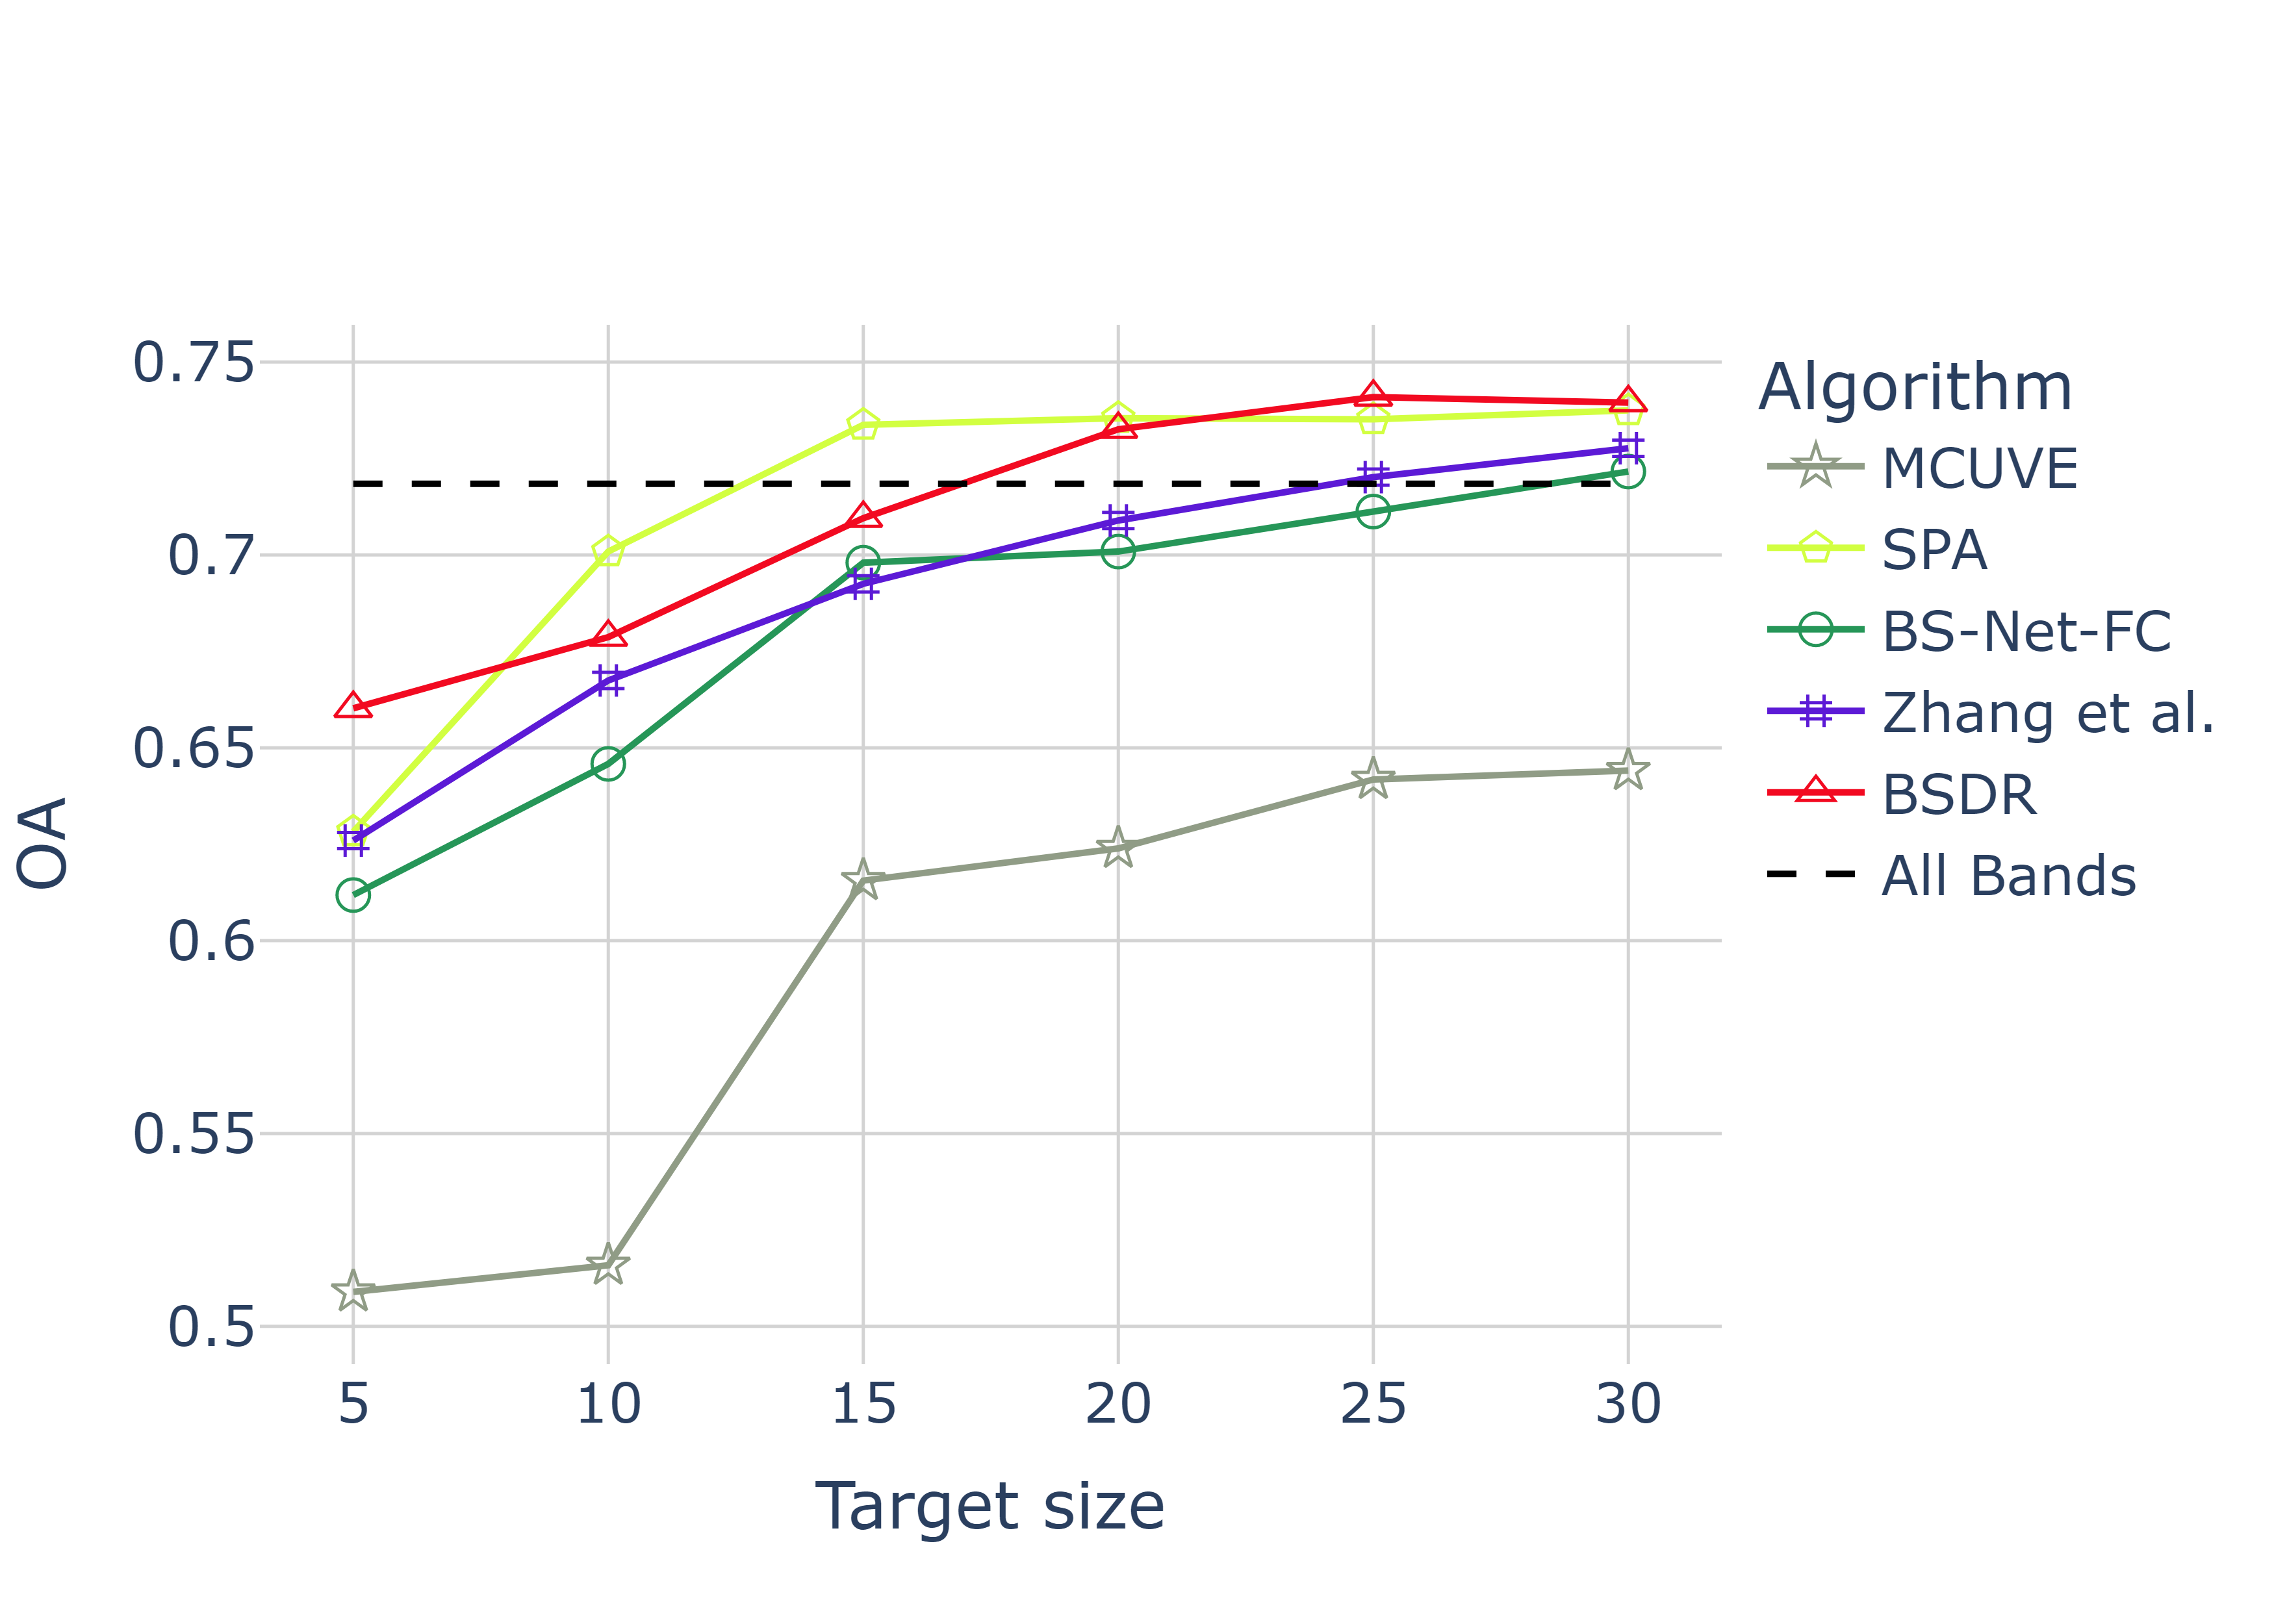 0.75
0.7
0.65
0.6
0.55
0.5
OA
5 10 15 20 25 30
Target size
Algorithm
MCUVE
SPA
BS-Net-FC
Zhang et al.
BSDR
All Bands